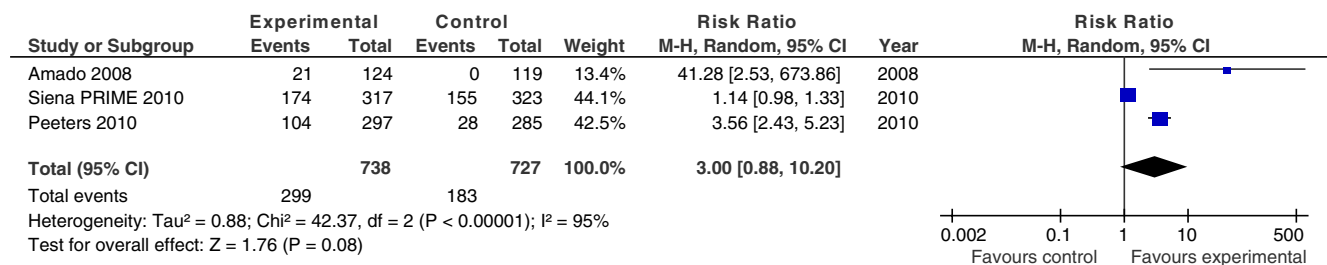 Experimental Control Risk Ratio Risk Ratio
Study or Subgroup Events Total Events Total Weight M-H, Random, 95% CI Year M-H, Random, 95% CI
Amado 2008 21 124 0 119 13.4% 41.28 [2.53, 673.86] 2008
Siena PRIME 2010 174 317 155 323 44.1% 1.14 [0.98, 1.33] 2010
Peeters 2010 104 297 28 285 42.5% 3.56 [2.43, 5.23] 2010
Total (95% CI) 738 727 100.0% 3.00 [0.88, 10.20]
Total events 299 183
Heterogeneity: Tau² = 0.88; Chi² = 42.37, df = 2 (P < 0.00001); I² = 95%
Test for overall effect: Z = 1.76 (P = 0.08)
0.002 0.1 1 10 500
Favours control Favours experimental